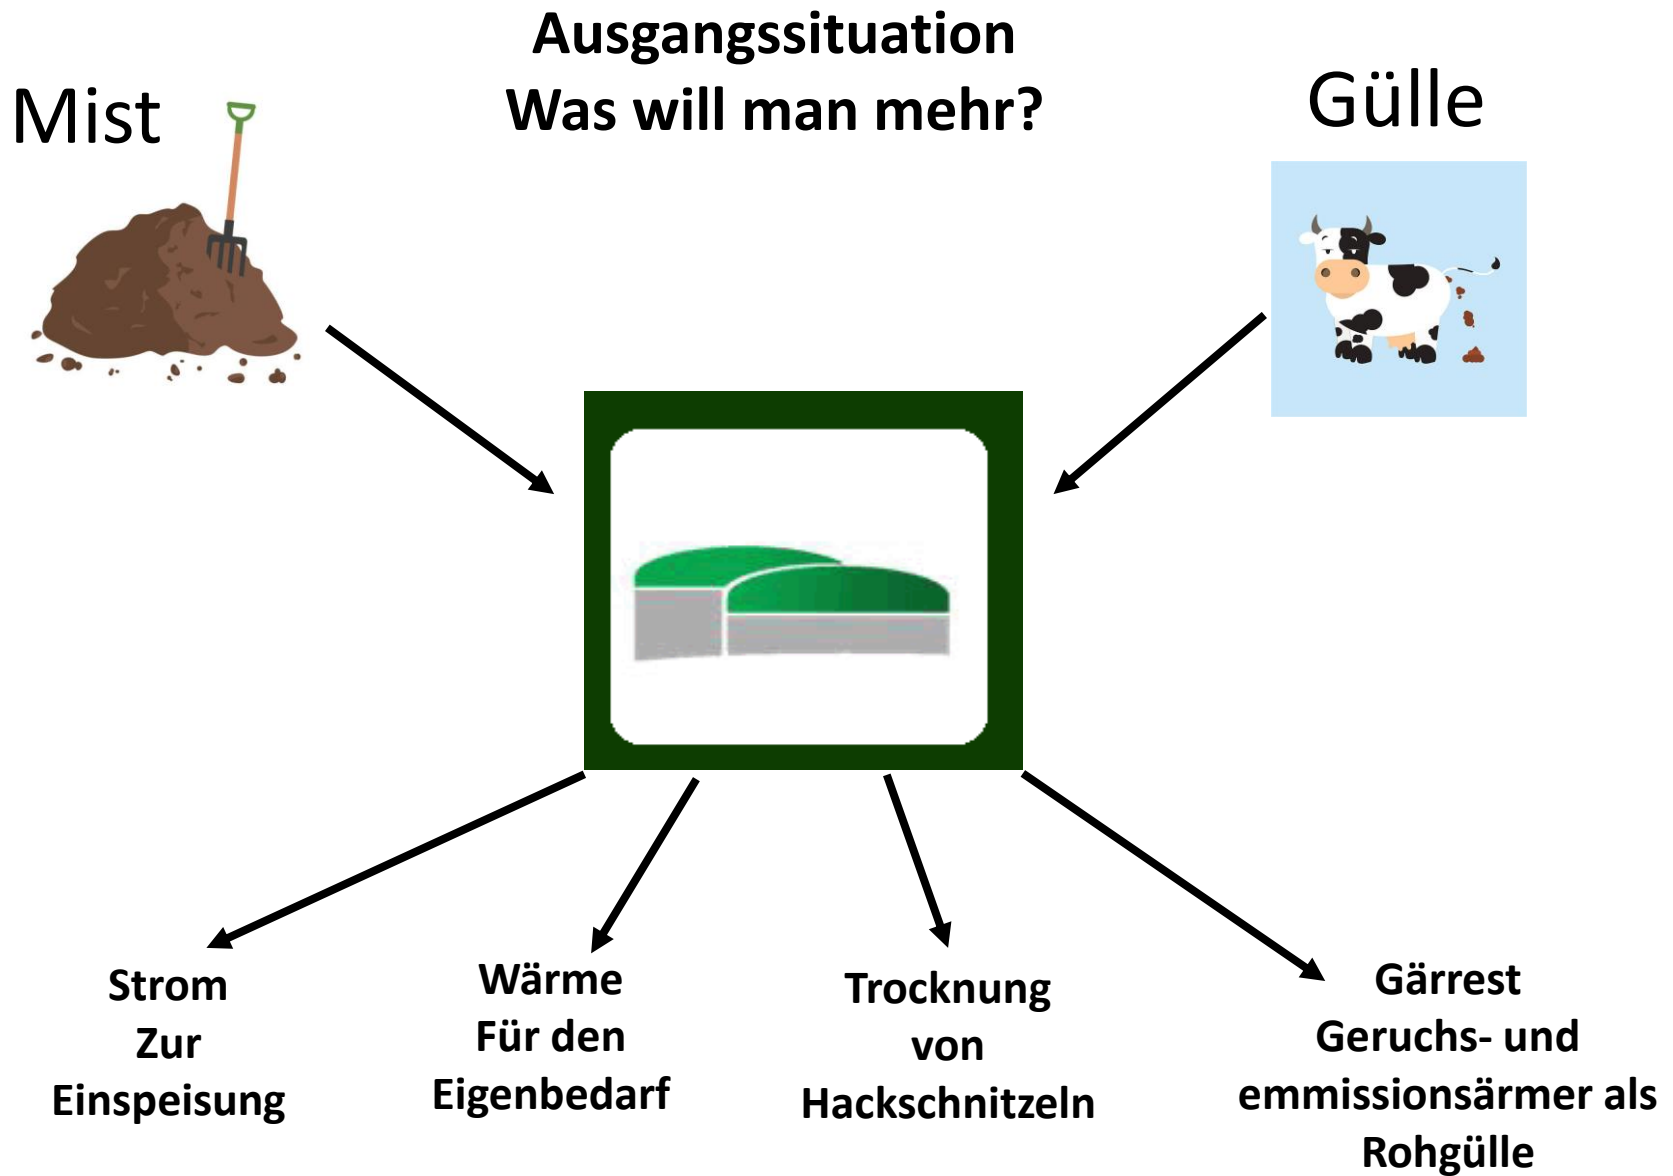 Ausgangssituation
Was will man mehr?
Mist
Gülle
Strom
Zur
Einspeisung
Wärme
Für den
Eigenbedarf
Trocknung
von
Hackschnitzeln
Gärrest
Geruchs- und
emmissionsärmer als
Rohgülle